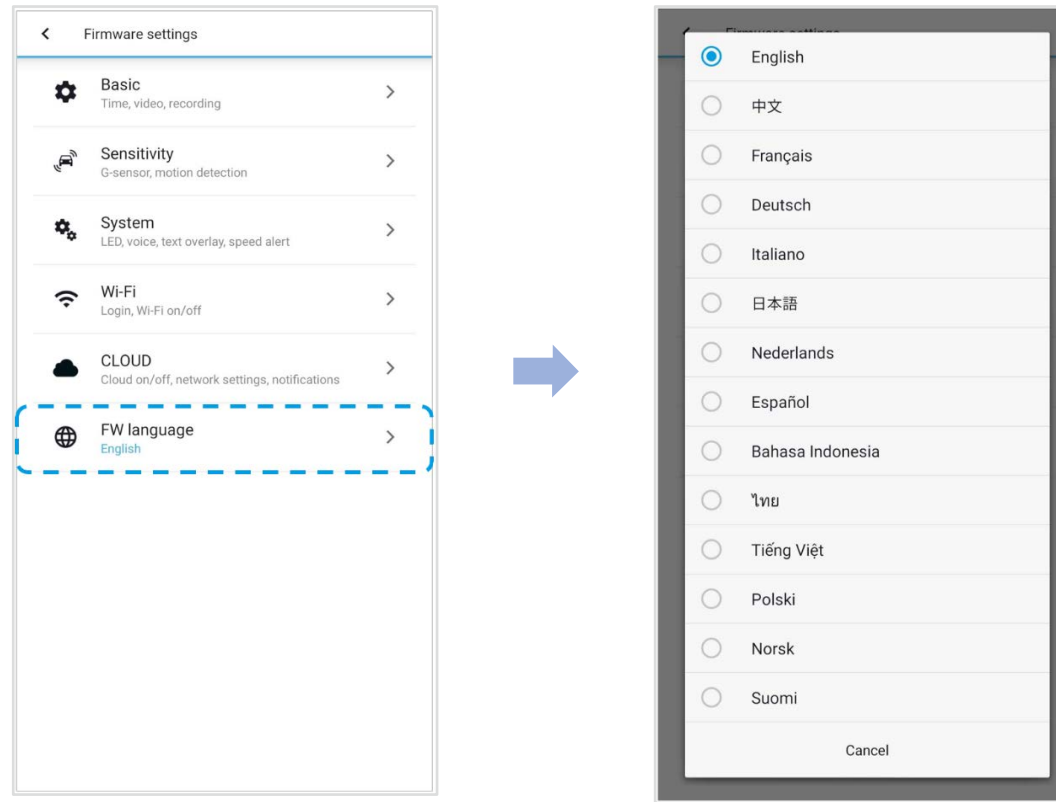 Firmware settings
Basic
Time, video, recording
Sensitivity
G-sensor, motion detection
System
LED, voice, text overlay, speed alert
Wi-Fi
Login, Wi-Fi on/off
CLOUD
Cloud on/off, network settings, notifications
FW language
English
Firmware settings
English
中文
Français
Deutsch
Italiano
日本語
Nederlands
Español
Bahasa Indonesia
ไทย
Tiếng Việt
Polski
Norsk
Suomi
Cancel